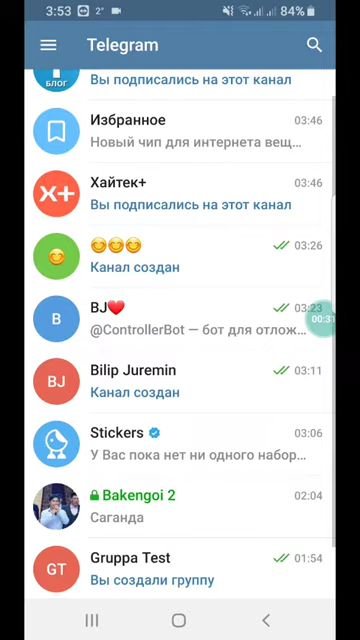 3:53 2° 84%
Telegram
БЛОГ
Вы подписались на этот канал
Избранное 03:46
Новый чип для интернета вещ...
X+
Хайтек+ 03:46
Вы подписались на этот канал
😊😊😊 03:26
Канал создан
B
BJ❤️ 03:23
@ControllerBot — бот для отлож...
00:31
BJ
Bilip Juremin 03:11
Канал создан
Stickers 03:06
У Вас пока нет ни одного набор...
Bakengoi 2 02:04
Саганда
GT
Gruppa Test 01:54
Вы создали группу